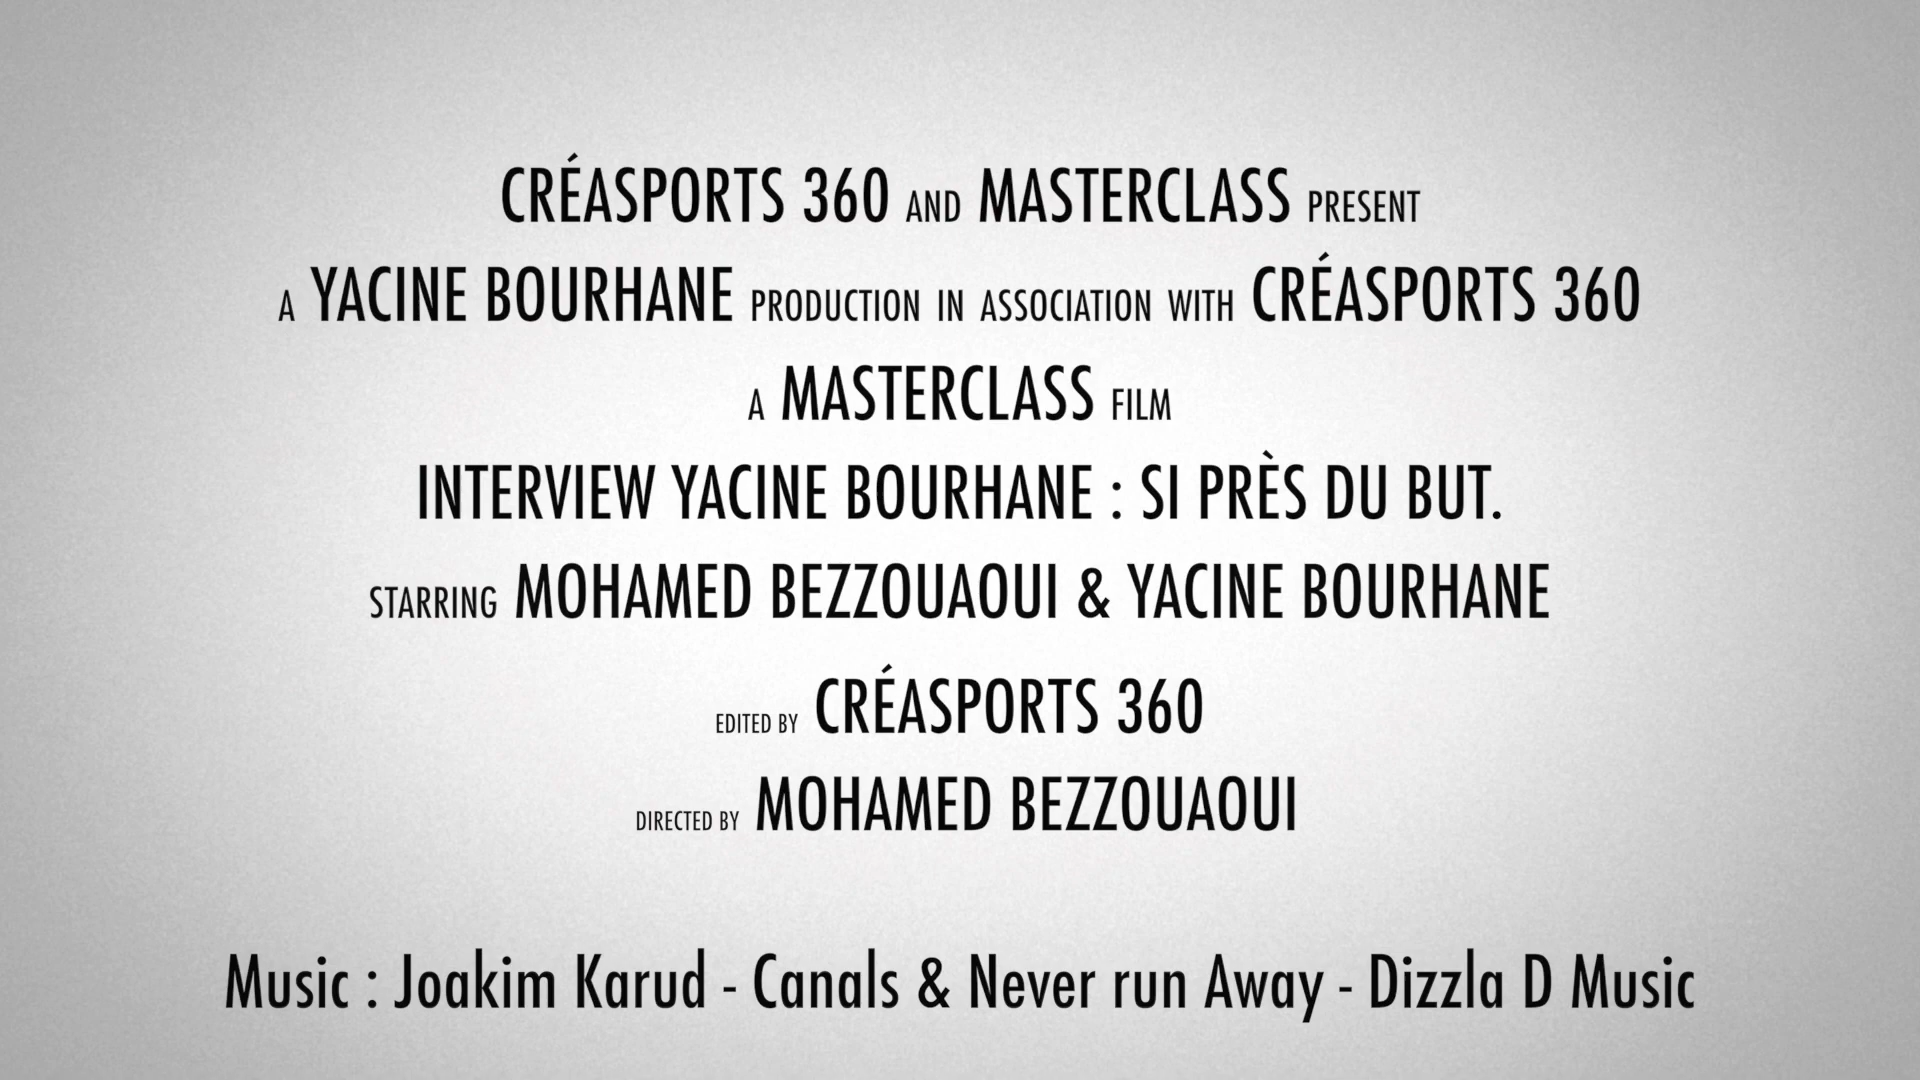 CRÉASPORTS 360 AND MASTERCLASS PRESENT
A YACINE BOURHANE PRODUCTION IN ASSOCIATION WITH CRÉASPORTS 360
A MASTERCLASS FILM
INTERVIEW YACINE BOURHANE : SI PRÈS DU BUT.
STARRING MOHAMED BEZZOUAOUI & YACINE BOURHANE
EDITED BY CRÉASPORTS 360
DIRECTED BY MOHAMED BEZZOUAOUI
Music : Joakim Karud - Canals & Never run Away - Dizzla D Music